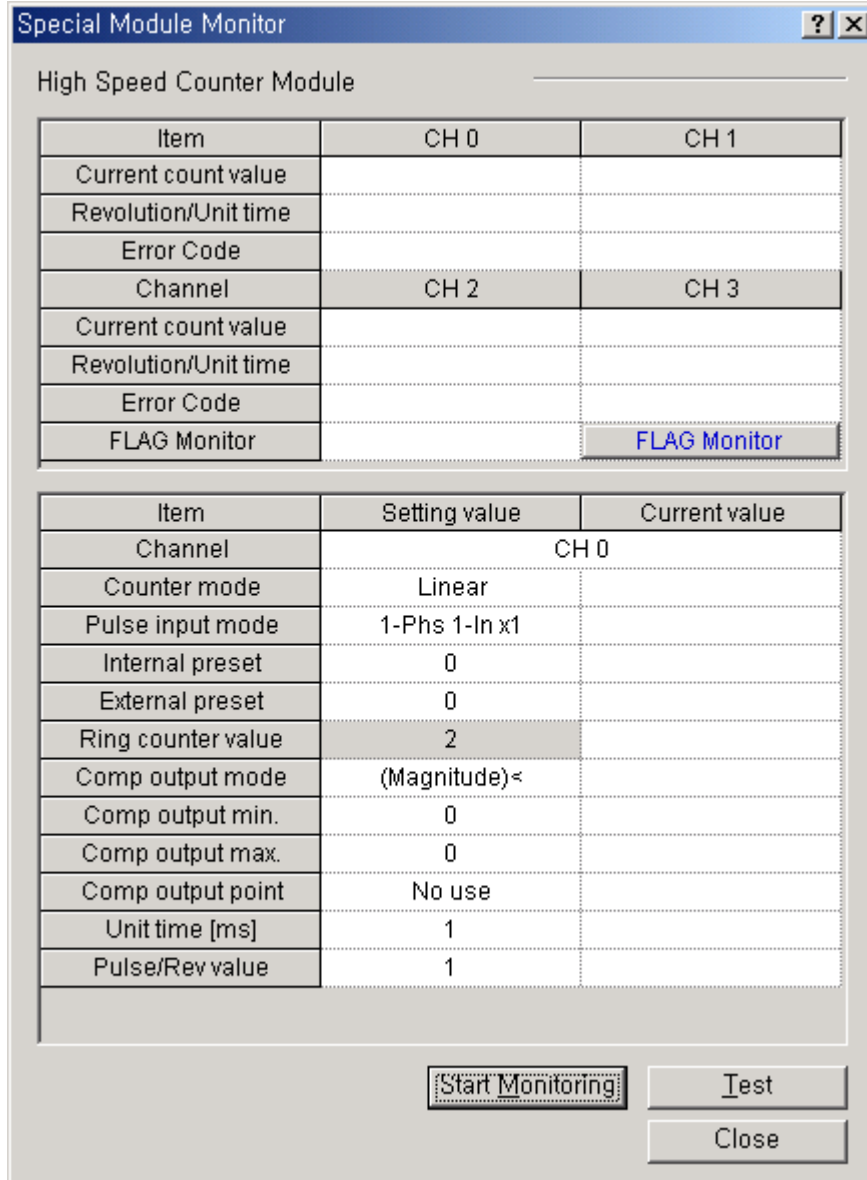 Special Module Monitor ? ×
High Speed Counter Module
Item CH 0 CH 1
Current count value
Revolution/Unit time
Error Code
Channel CH 2 CH 3
Current count value
Revolution/Unit time
Error Code
FLAG Monitor FLAG Monitor
Item Setting value Current value
Channel CH 0
Counter mode Linear
Pulse input mode 1-Phs 1-In x1
Internal preset 0
External preset 0
Ring counter value 2
Comp output mode (Magnitude)<
Comp output min. 0
Comp output max. 0
Comp output point No use
Unit time [ms] 1
Pulse/Rev value 1
Start Monitoring Test
Close